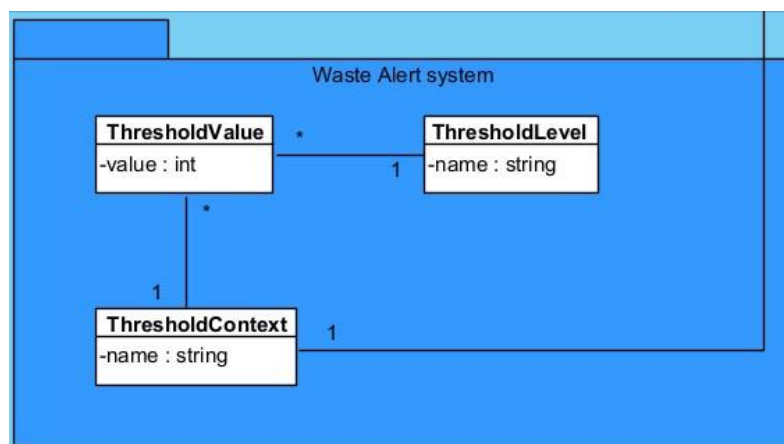 Waste Alert system
ThresholdValue
-value : int
*
1
ThresholdLevel
-name : string
*
1
ThresholdContext
-name : string
1